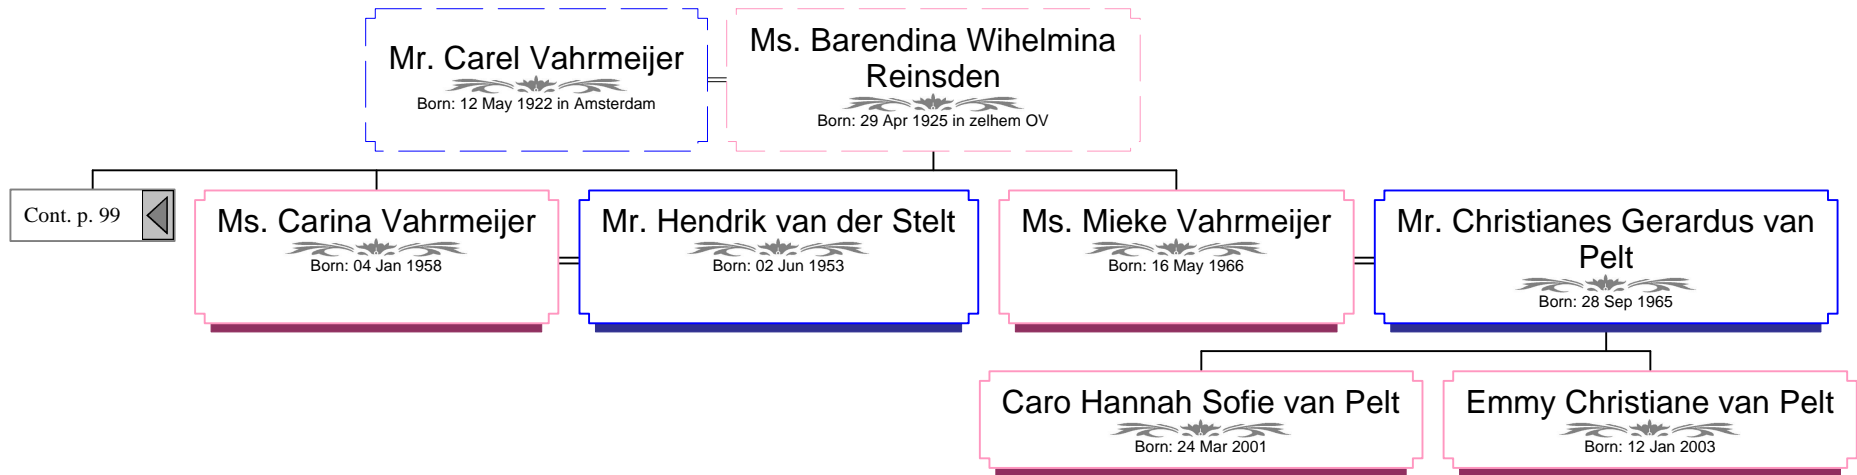 Mr. Carel Vahrmeijer
Born: 12 May 1922 in Amsterdam
Ms. Barendina Wihelmina
Reinsden
Born: 29 Apr 1925 in zelhem OV
Cont. p. 99
Ms. Carina Vahrmeijer
Born: 04 Jan 1958
Mr. Hendrik van der Stelt
Born: 02 Jun 1953
Ms. Mieke Vahrmeijer
Born: 16 May 1966
Mr. Christianes Gerardus van
Pelt
Born: 28 Sep 1965
Caro Hannah Sofie van Pelt
Born: 24 Mar 2001
Emmy Christiane van Pelt
Born: 12 Jan 2003